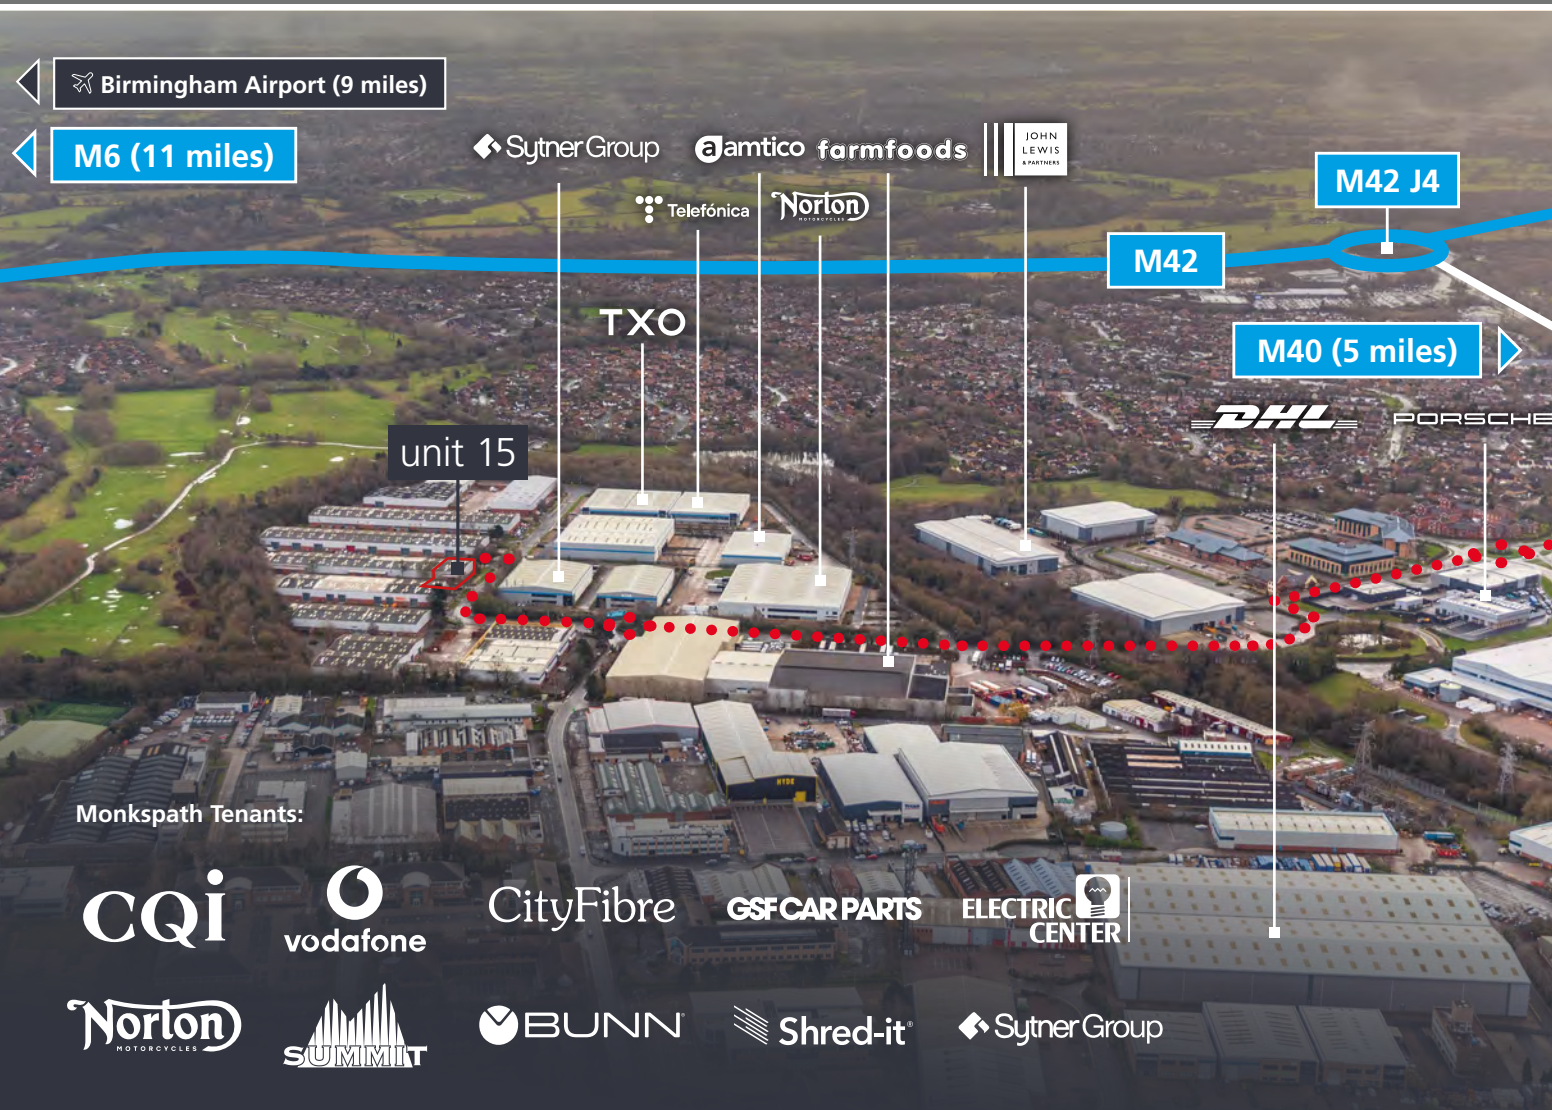 Birmingham Airport (9 miles)
M6 (11 miles)
Sytner Group
amtico
farmfoods
JOHN
LEWIS
& PARTNERS
M42 J4
Telefónica
Norton
MOTORCYCLES
M42
TXO
M40 (5 miles)
DHL
PORSCHE
unit 15
HYDE
Monkspath Tenants:
CQi
vodafone
CityFibre
GSF CAR PARTS
ELECTRIC
CENTER
Norton
MOTORCYCLES
SUMMIT
BUNN
Shred-it®
Sytner Group